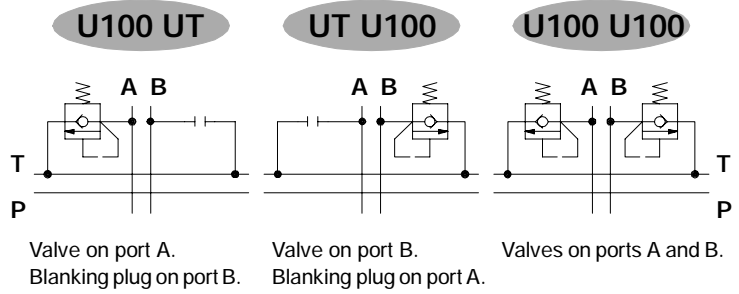 U100 UT
UT U100
U100 U100
A B
A B
A B
T
T
P
P
Valve on port A.
Blanking plug on port B.
Valve on port B.
Blanking plug on port A.
Valves on ports A and B.